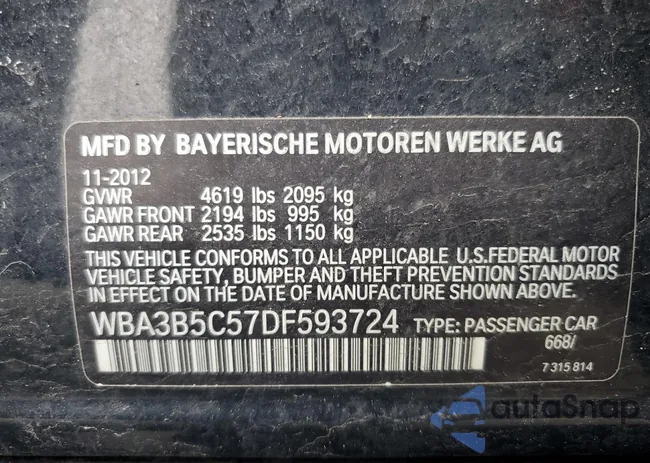 MFD BY BAYERISCHE MOTOREN WERKE AG
11-2012
GVWR 4619 lbs 2095 kg
GAWR FRONT 2194 lbs 995 kg
GAWR REAR 2535 lbs 1150 kg
THIS VEHICLE CONFORMS TO ALL APPLICABLE U.S.FEDERAL MOTOR
VEHICLE SAFETY, BUMPER AND THEFT PREVENTION STANDARDS
IN EFFECT ON THE DATE OF MANUFACTURE SHOWN ABOVE.
WBA3B5C57DF593724 TYPE: PASSENGER CAR
668/
7 315 814
autoSnap